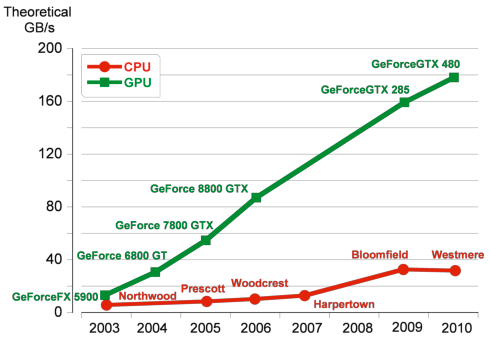 Theoretical
GB/s
200
CPU
GPU
GeForceGTX 480
GeForceGTX 285
160
120
GeForce 8800 GTX
80
GeForce 7800 GTX
GeForce 6800 GT
Bloomfield
Westmere
40
Woodcrest
Prescott
Northwood
GeForceFX 5900
Harpertown
0
2003 2004 2005 2006 2007 2008 2009 2010